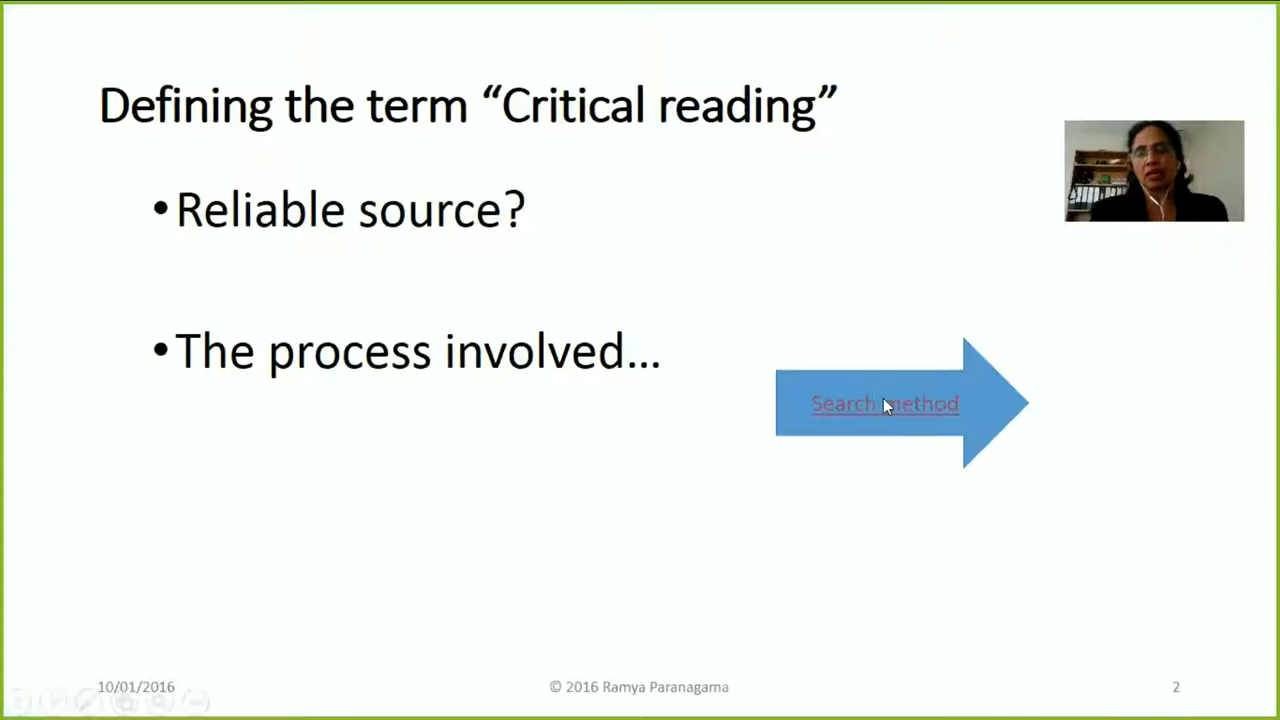 Defining the term “Critical reading”
•Reliable source?
•The process involved...
Search method
10/01/2016
© 2016 Ramya Paranagama
2